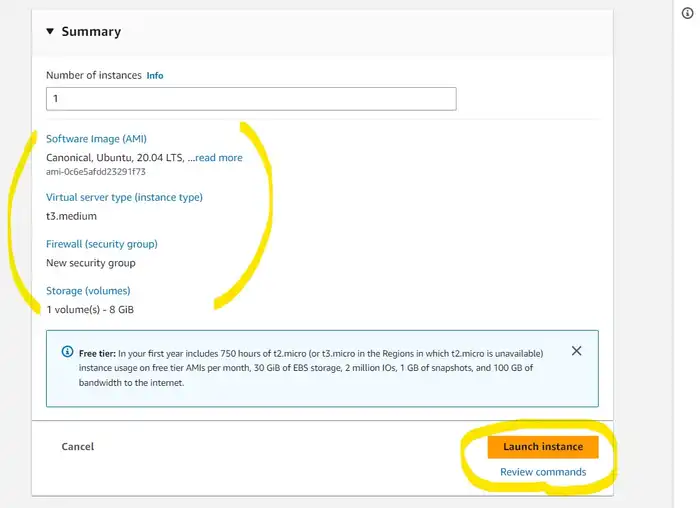 Summary
Number of instances Info
1
Software Image (AMI)
Canonical, Ubuntu, 20.04 LTS, ...read more
ami-0c6e5afdd23291f73
Virtual server type (instance type)
t3.medium
Firewall (security group)
New security group
Storage (volumes)
1 volume(s) - 8 GiB
Free tier: In your first year includes 750 hours of t2.micro (or t3.micro in the Regions in which t2.micro is unavailable)
instance usage on free tier AMIs per month, 30 GiB of EBS storage, 2 million IOs, 1 GB of snapshots, and 100 GB of
bandwidth to the internet.
Cancel
Launch instance
Review commands